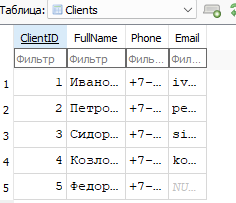 Таблица: Clients
ClientID FullName Phone Email
Фильтр Фильтр Филь... Фил...
1 1 Ивано... +7-... iv...
2 2 Петро... +7-... pe...
3 3 Сидор... +7-... si...
4 4 Козло... +7-... ko...
5 5 Федор... +7-... NU...